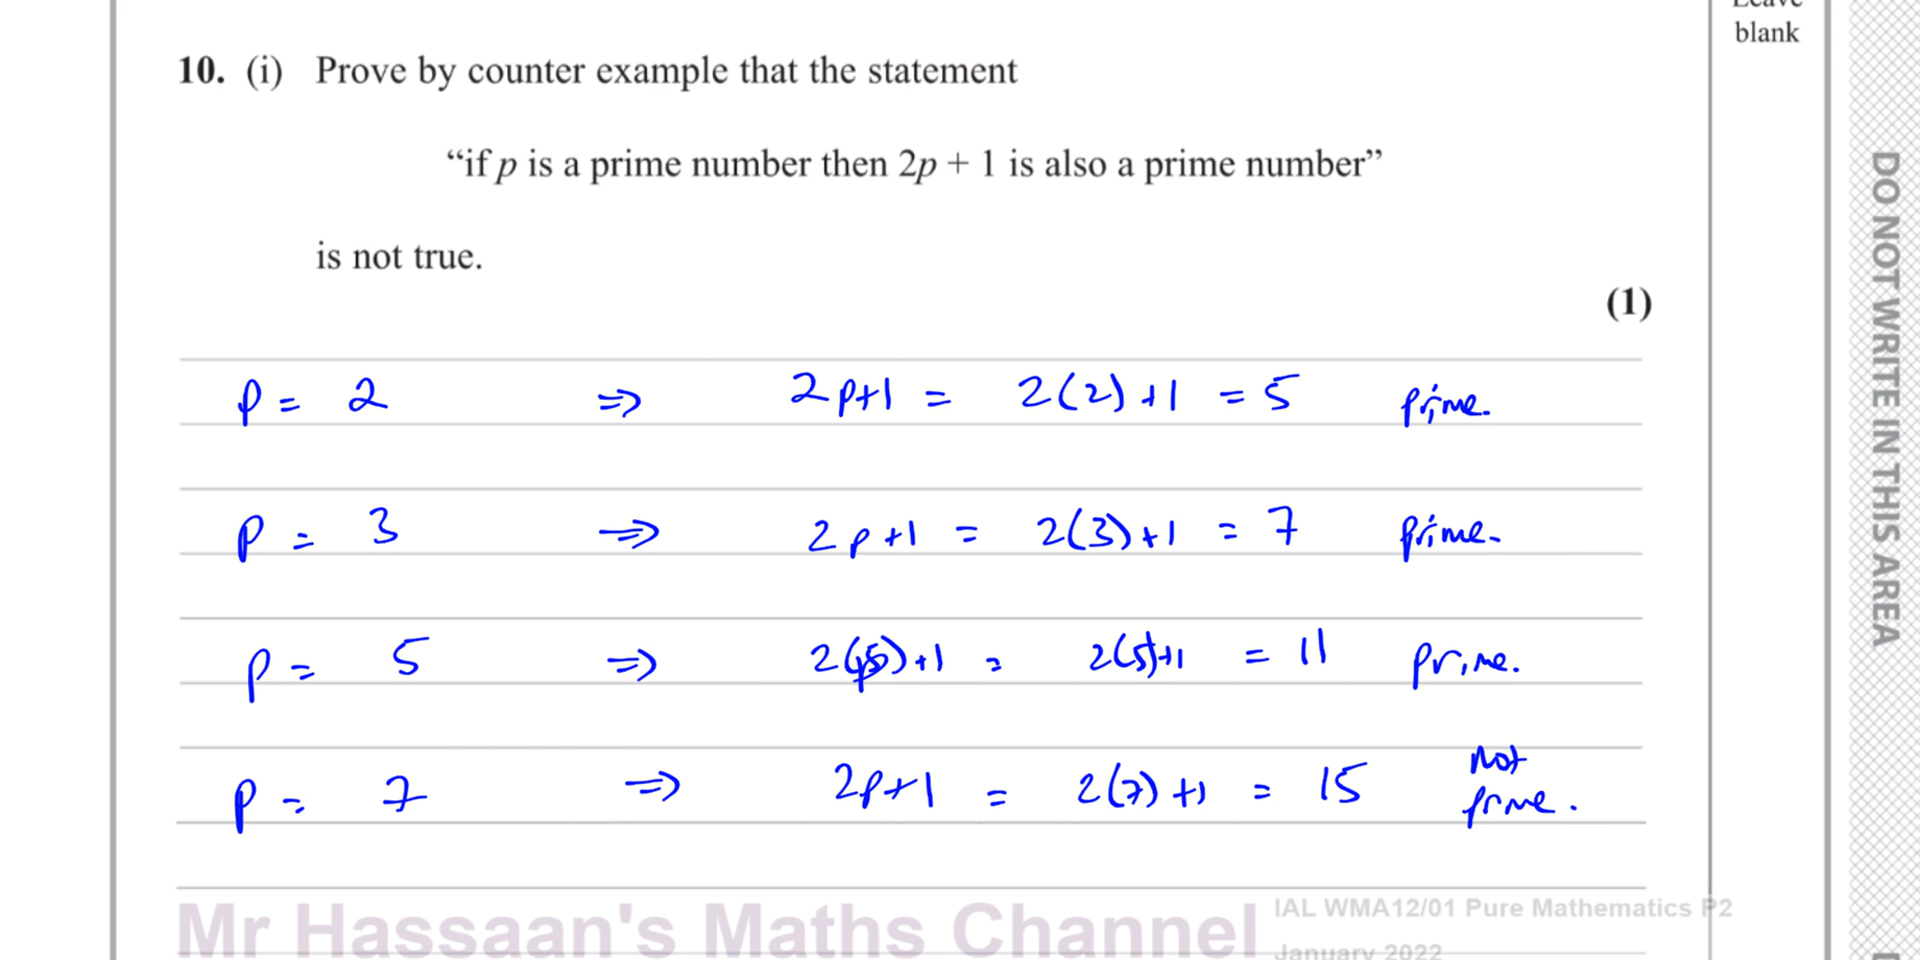 Leave
blank
10. (i) Prove by counter example that the statement
“if p is a prime number then 2p + 1 is also a prime number”
is not true.
(1)
p = 2 ⇒ 2p+1 = 2(2)+1 = 5 prime.
p = 3 ⇒ 2p+1 = 2(3)+1 = 7 prime.
p = 5 ⇒ 2(5)+1 = 2(5)+1 = 11 prime.
p = 7 ⇒ 2p+1 = 2(7)+1 = 15 Not prime.
Mr Hassaan's Maths Channel
IAL WMA12/01 Pure Mathematics P2
January 2022
DO NOT WRITE IN THIS AREA